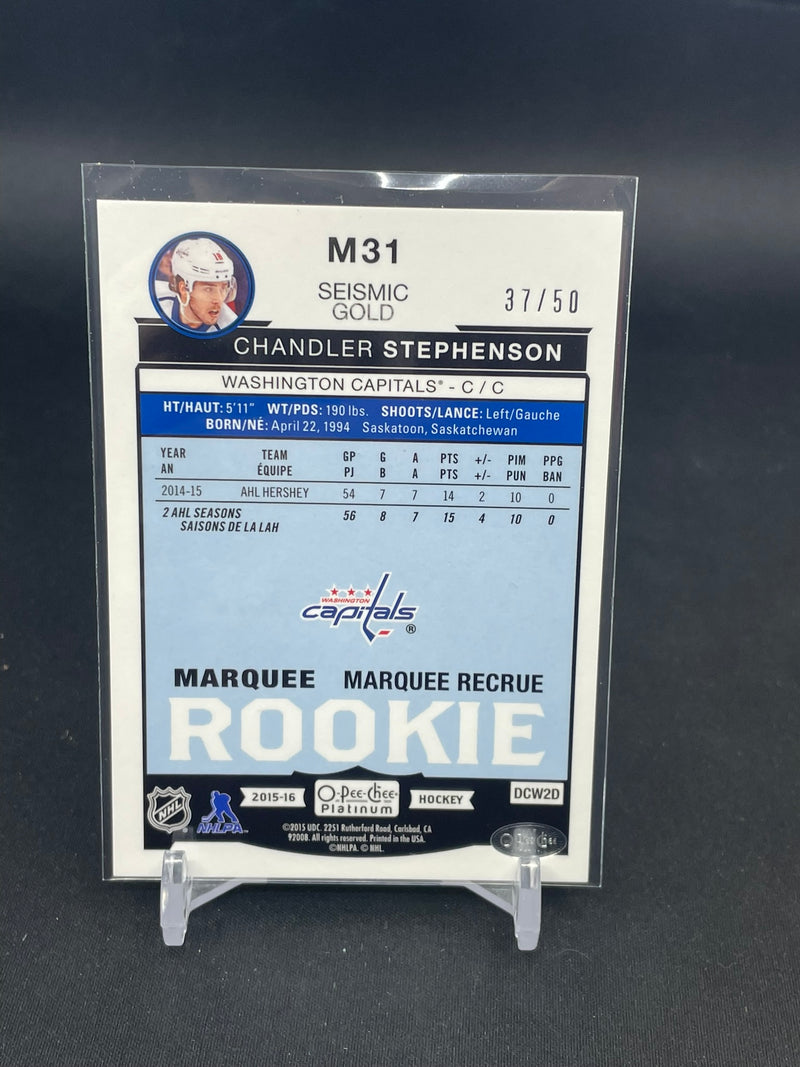 M31
SEISMIC
GOLD
37/50
CHANDLER STEPHENSON
WASHINGTON CAPITALS® - C / C
HT/HAUT: 5'11" WT/PDS: 190 lbs. SHOOTS/LANCE: Left/Gauche
BORN/NÉ: April 22, 1994 Saskatoon, Saskatchewan
YEAR TEAM GP G A PTS +/- PIM PPG
AN ÉQUIPE PJ B A PTS +/- PUN BAN
2014-15 AHL HERSHEY 54 7 7 14 2 10 0
2 AHL SEASONS 56 8 7 15 4 10 0
SAISONS DE LA LAH
WASHINGTON
capitals ®
MARQUEE MARQUEE RECRUE
ROOKIE
NHL
NHLPA
2015-16
O-Pee-Chee
Platinum
HOCKEY
DCW2D
©2015 UDC. 2251 Rutherford Road, Carlsbad, CA
92008. All rights reserved. Printed in the USA.
©NHLPA. © NHL.